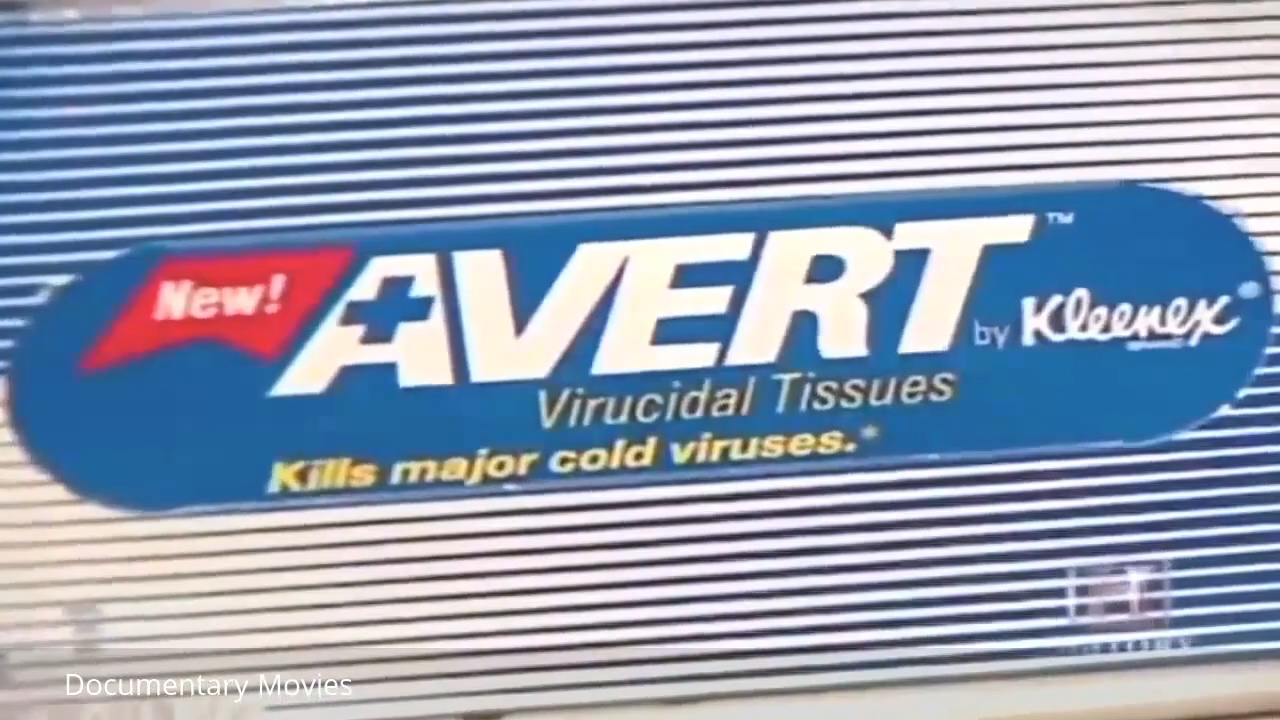 New!
AVERT™
by Kleenex®
Virucidal Tissues
Kills major cold viruses.*
Documentary Movies